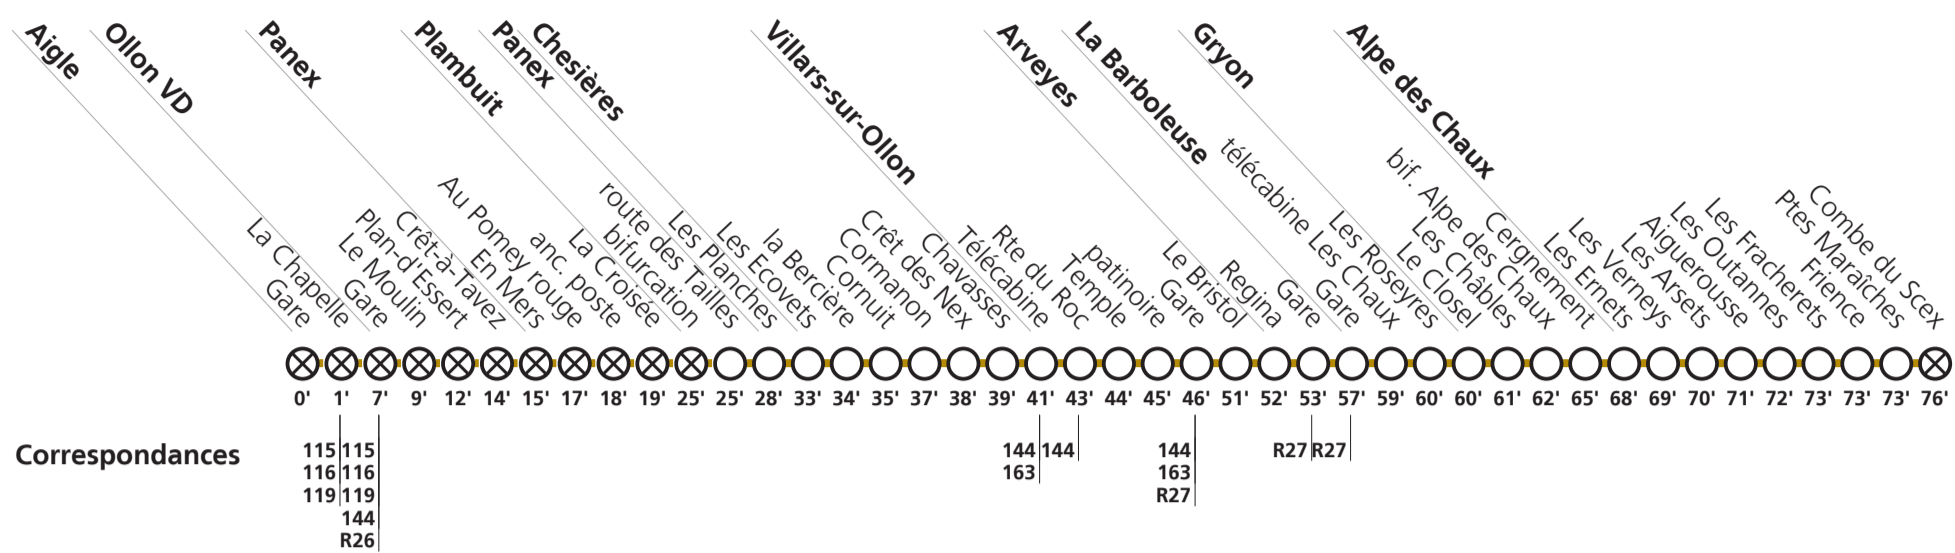 Aigle
Ollon VD
Panex
Plambuit
Panex
Chesières
Villars-sur-Ollon
Arveyes
La Barboleuse
Gryon
Alpe des Chaux
Gare
La Chapelle
Gare
Le Moulin
Plan-d'Essert
Crêt-à-Travez
En Mers
Au Pomey rouge
anc. poste
La Croisée
bifurcation
route des Tailles
Les Planches
Les Ecovets
la Bercière
Cornuit
Cormanon
Crêt des Nex
Chavasses
Télécabine
Rte du Roc
Temple
patinoire
Gare
Le Bristol
Regina
Gare
Gare
télécabine Les Chaux
Les Roseyres
Le Closel
Les Châbles
bif. Alpe des Chaux
Cergnement
Les Ernets
Les Verneys
Les Arsets
Aiguerousse
Les Outannes
Les Fracherets
Frience
Ptes Maraîches
Combe du Scex
0' 1' 7' 9' 12' 14' 15' 17' 18' 19' 25' 25' 28' 33' 34' 35' 37' 38' 39' 41' 43' 44' 45' 46' 51' 52' 53' 57' 59' 60' 60' 61' 62' 65' 68' 69' 70' 71' 72' 73' 73' 73' 76'
Correspondances
115 115 144 144 144 R27 R27
116 116 163 163
119 119 R27
144
R26